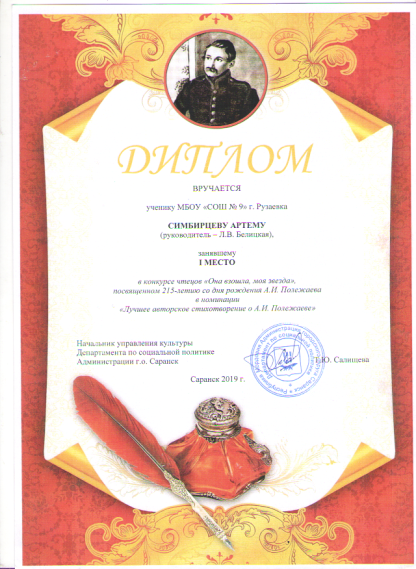 ДИПЛОМ
ВРУЧАЕТСЯ
ученику МБОУ «СОШ № 9» г. Рузаевка
СИМБИРЦЕВУ АРТЕМУ
(руководитель – Л.В. Белицкая),
занявшему
I МЕСТО
в конкурсе чтецов «Она взошла, моя звезда»,
посвященном 215-летию со дня рождения А.И. Полежаева
в номинации
«Лучшее авторское стихотворение о А.И. Полежаеве»
Начальник управления культуры
Департамента по социальной политике
Администрации г.о. Саранск
Ю. Салищева
Саранск 2019 г.